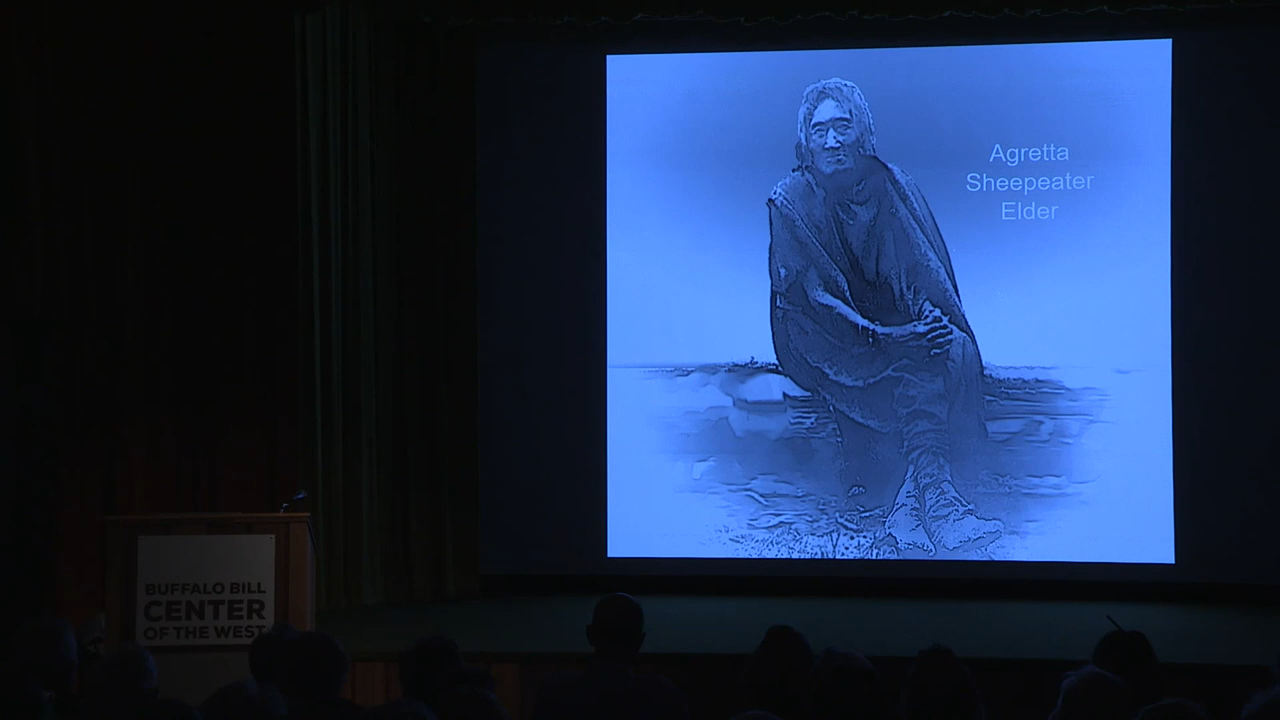 Agretta
Sheepeater
Elder
BUFFALO BILL
CENTER
OF THE WEST